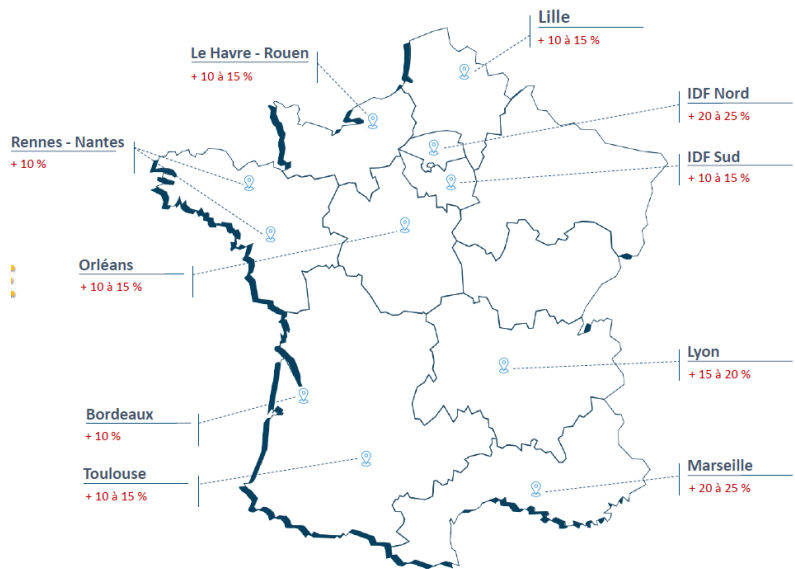 Lille
+ 10 à 15 %
Le Havre - Rouen
+ 10 à 15 %
IDF Nord
+ 20 à 25 %
Rennes - Nantes
+ 10 %
IDF Sud
+ 10 à 15 %
Orléans
+ 10 à 15 %
Lyon
+ 15 à 20 %
Bordeaux
+ 10 %
Toulouse
+ 10 à 15 %
Marseille
+ 20 à 25 %